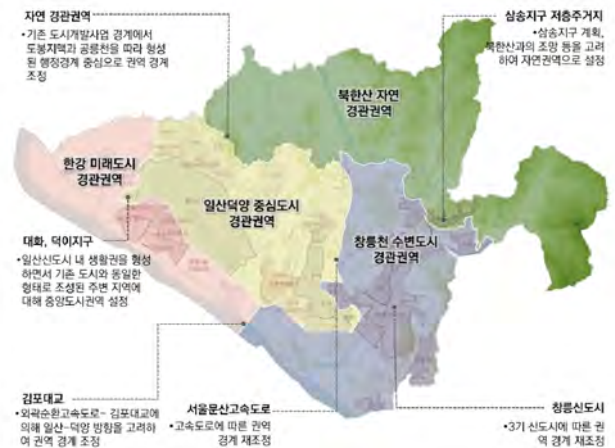 자연 경관권역
•기존 도시개발사업 경계에서
도봉지맥과 공릉천을 따라 형성
된 행정경계 중심으로 권역 경계
조정
삼송지구 저층주거지
•삼송지구 계획,
북한산과의 조망 등을 고려
하여 자연권역으로 설정
북한산 자연
경관권역
한강 미래도시
경관권역
일산덕양 중심도시
경관권역
창릉천 수변도시
경관권역
대화, 덕이지구
•일산신도시 내 생활권을 형성
하면서 기존 도시와 동일한
형태로 조성된 주변 지역에
대해 중앙도시권역 설정
김포대교
•외곽순환고속도로- 김포대교에
의해 일산-덕양 방향을 고려하
여 권역 경계 조정
서울문산고속도로
•고속도로에 따른 권역
경계 재조정
창릉신도시
•3기 신도시에 따른 권
역 경계 재조정